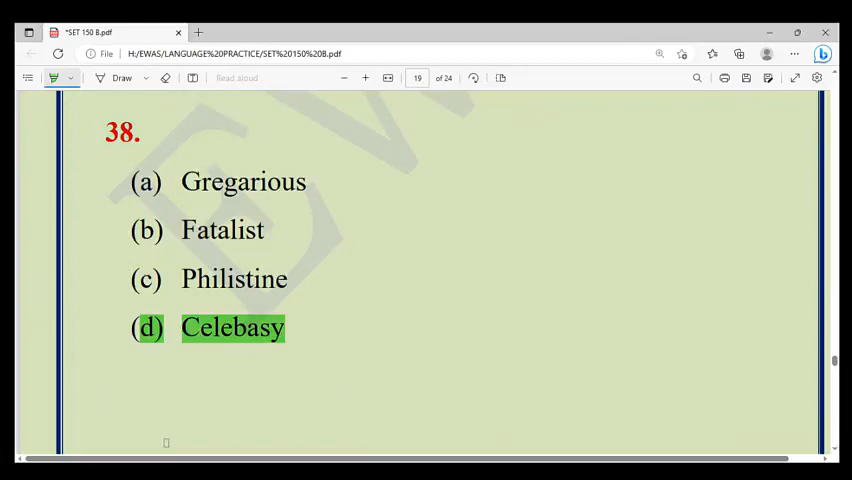 *SET 150 B.pdf
File H:/EWAS/LANGUAGE%20PRACTICE/SET%20150%20B.pdf
Draw Read aloud 19 of 24
38.
(a) Gregarious
(b) Fatalist
(c) Philistine
(d) Celebasy